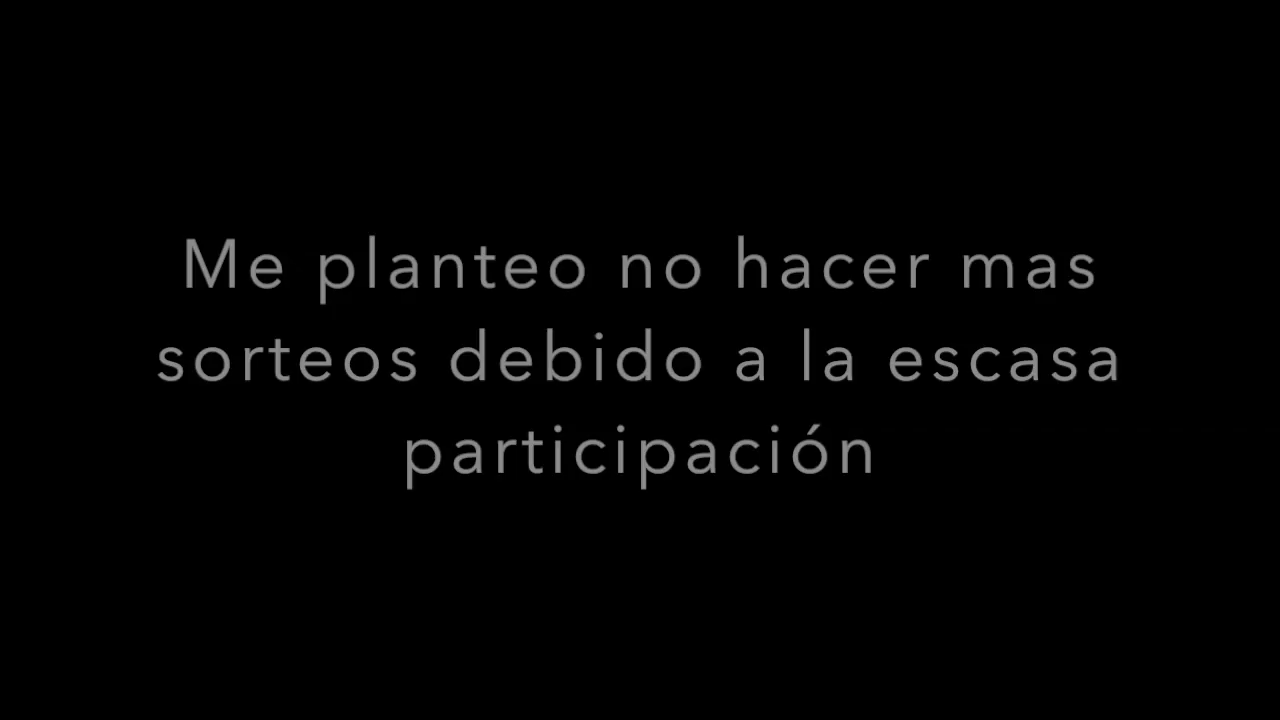 Me planteo no hacer mas
sorteos debido a la escasa
participación